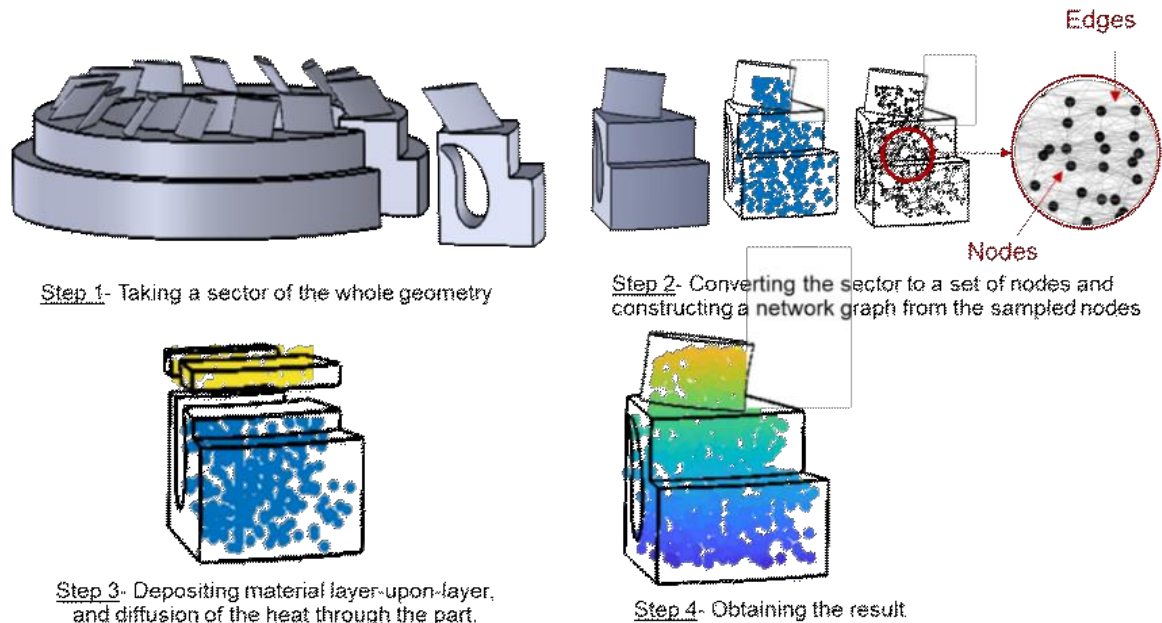 Edges
Nodes
Step 1- Taking a sector of the whole geometry
Step 2- Converting the sector to a set of nodes and
constructing a network graph from the sampled nodes
Step 3- Depositing material layer-upon-layer,
and diffusion of the heat through the part.
Step 4- Obtaining the result